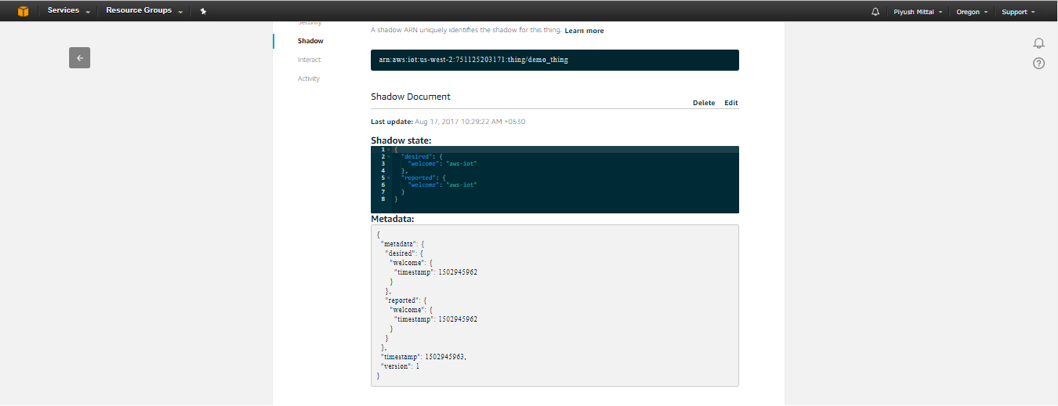 Services
Resource Groups
Piyush Mittal
Oregon
Support
Security
A shadow ARN uniquely identifies the shadow for this thing. Learn more
Shadow
Interact
arn:aws:iot:us-west-2:751125203171:thing/demo_thing
Activity
Shadow Document
Delete Edit
Last update: Aug 17, 2017 10:29:22 AM +0530
Shadow state:
1 {
2 "desired": {
3 "welcome": "aws-iot"
4 },
5 "reported": {
6 "welcome": "aws-iot"
7 }
8 }
Metadata:
{
"metadata": {
"desired": {
"welcome": {
"timestamp": 1502945962
}
},
"reported": {
"welcome": {
"timestamp": 1502945962
}
}
},
"timestamp": 1502945963,
"version": 1
}